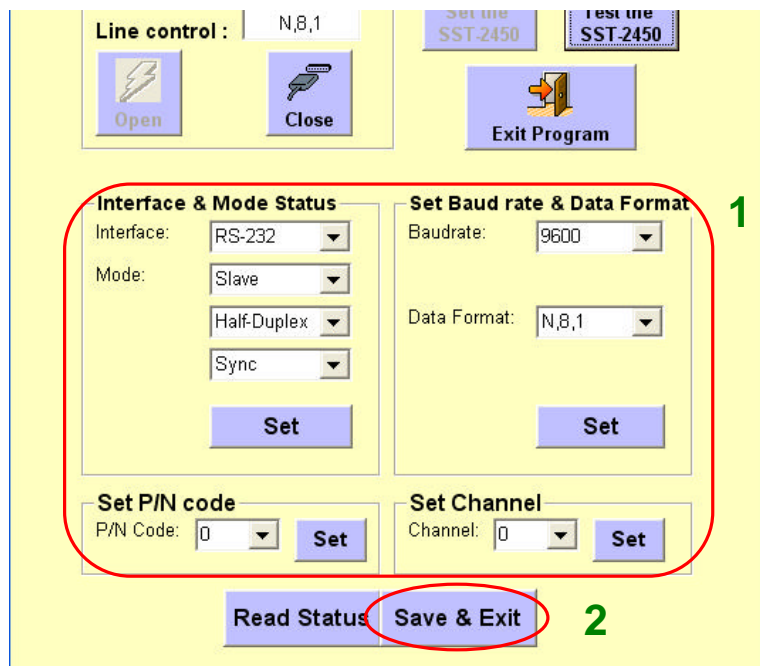 Line control :
N,8,1
Set the
SST-2450
Test the
SST-2450
Open
Close
Exit Program
Interface & Mode Status
Interface:
RS-232
Mode:
Slave
Half-Duplex
Sync
Set
Set Baud rate & Data Format
Baudrate:
9600
Data Format:
N,8,1
Set
1
Set P/N code
P/N Code:
0
Set
Set Channel
Channel:
0
Set
Read Status
Save & Exit
2